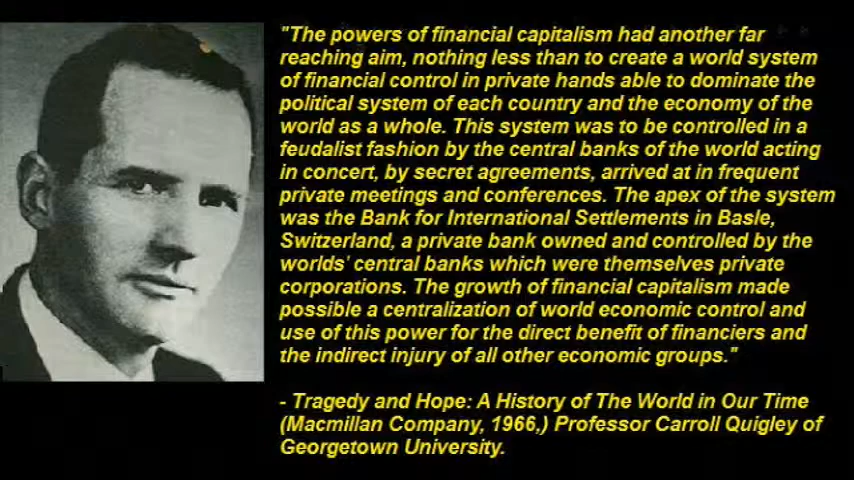 "The powers of financial capitalism had another far
reaching aim, nothing less than to create a world system
of financial control in private hands able to dominate the
political system of each country and the economy of the
world as a whole. This system was to be controlled in a
feudalist fashion by the central banks of the world acting
in concert, by secret agreements, arrived at in frequent
private meetings and conferences. The apex of the system
was the Bank for International Settlements in Basle,
Switzerland, a private bank owned and controlled by the
worlds' central banks which were themselves private
corporations. The growth of financial capitalism made
possible a centralization of world economic control and
use of this power for the direct benefit of financiers and
the indirect injury of all other economic groups."
- Tragedy and Hope: A History of The World in Our Time
(Macmillan Company, 1966,) Professor Carroll Quigley of
Georgetown University.